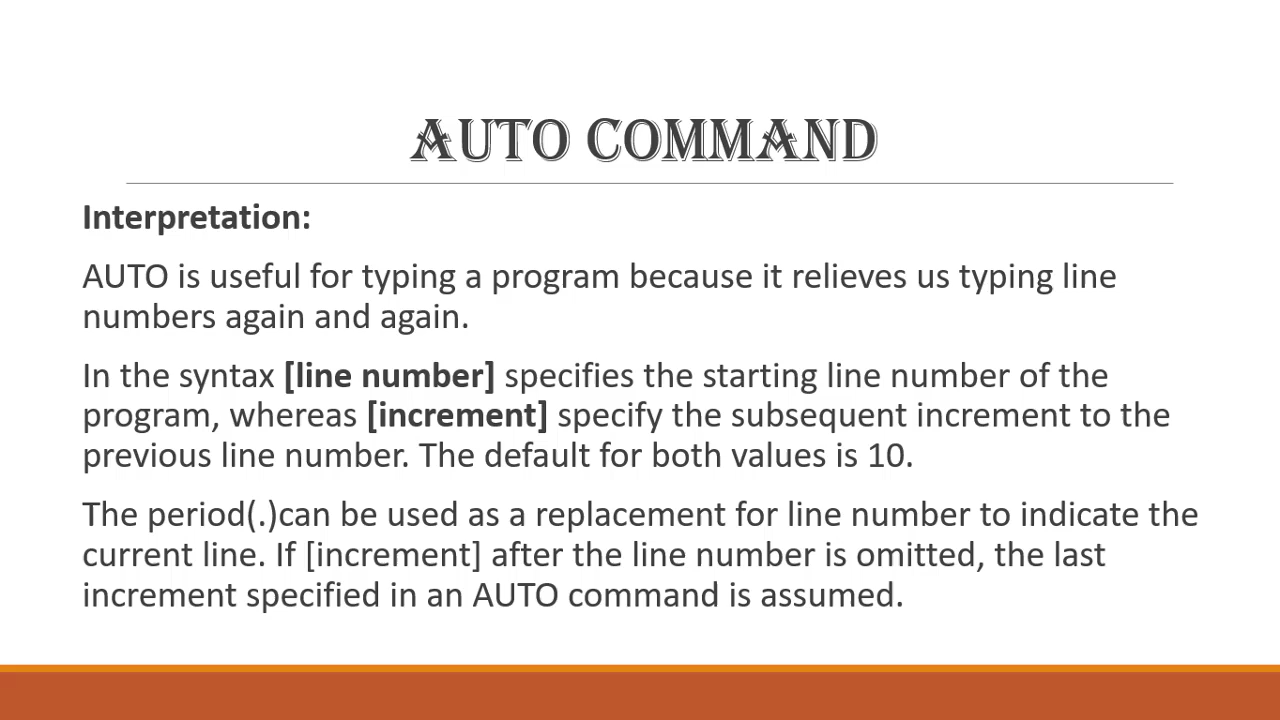 AUTO COMMAND
Interpretation:
AUTO is useful for typing a program because it relieves us typing line
numbers again and again.
In the syntax [line number] specifies the starting line number of the
program, whereas [increment] specify the subsequent increment to the
previous line number. The default for both values is 10.
The period(.)can be used as a replacement for line number to indicate the
current line. If [increment] after the line number is omitted, the last
increment specified in an AUTO command is assumed.